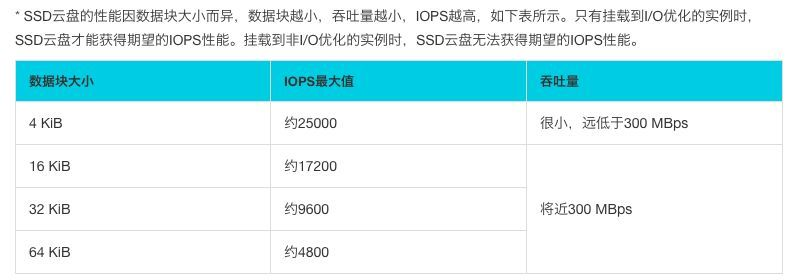 * SSD云盘的性能因数据块大小而异，数据块越小，吞吐量越小，IOPS越高，如下表所示。只有挂载到I/O优化的实例时，
SSD云盘才能获得期望的IOPS性能。挂载到非I/O优化的实例时，SSD云盘无法获得期望的IOPS性能。
数据块大小 IOPS最大值 吞吐量
4 KiB 约25000 很小，远低于300 MBps
16 KiB 约17200
32 KiB 约9600 将近300 MBps
64 KiB 约4800